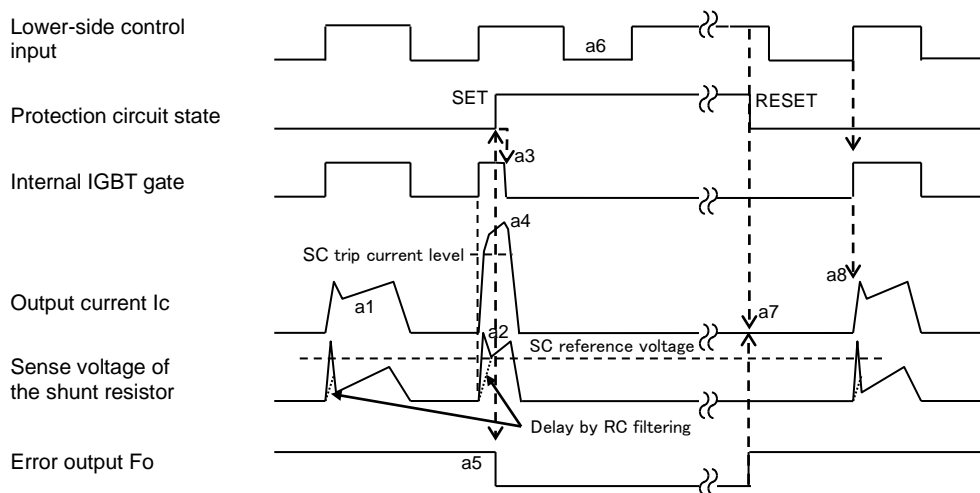 Lower-side control
input
a6
SET
RESET
Protection circuit state
a3
Internal IGBT gate
a4
SC trip current level
a8
Output current Ic
a1
a7
a2
SC reference voltage
Sense voltage of
the shunt resistor
Delay by RC filtering
Error output Fo
a5